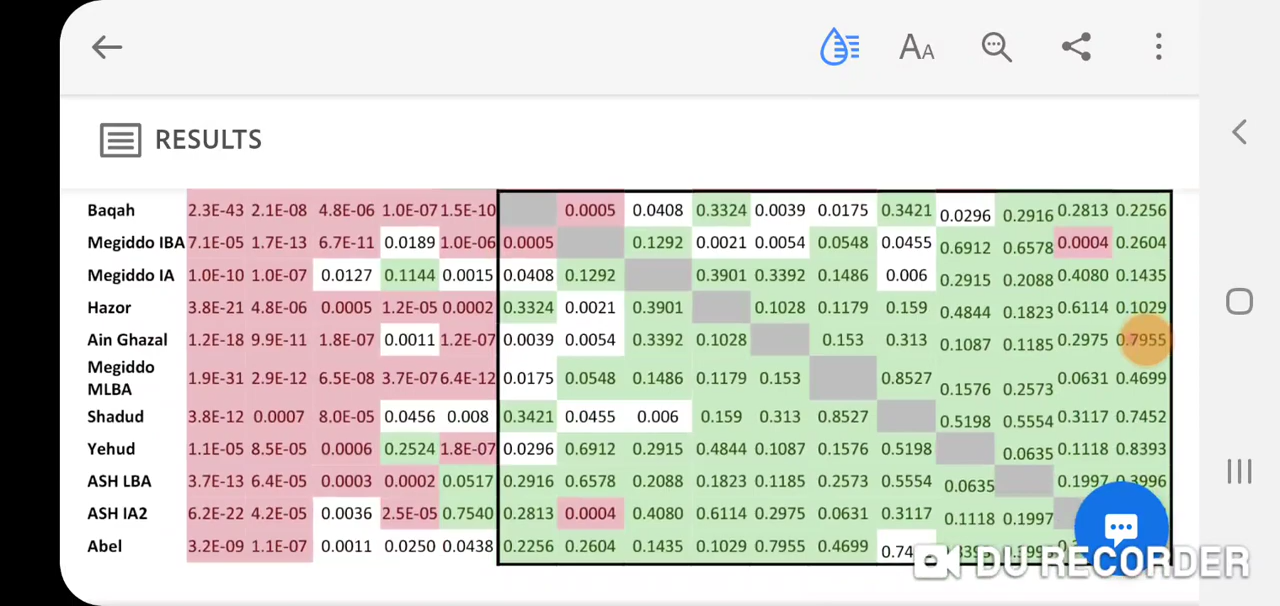 AA
RESULTS
Baqah 2.3E-43 2.1E-08 4.8E-06 1.0E-07 1.5E-10 0.0005 0.0408 0.3324 0.0039 0.0175 0.3421 0.0296 0.2916 0.2813 0.2256
Megiddo IBA 7.1E-05 1.7E-13 6.7E-11 0.0189 1.0E-06 0.0005 0.1292 0.0021 0.0054 0.0548 0.0455 0.6912 0.6578 0.0004 0.2604
Megiddo IA 1.0E-10 1.0E-07 0.0127 0.1144 0.0015 0.0408 0.1292 0.3901 0.3392 0.1486 0.006 0.2915 0.2088 0.4080 0.1435
Hazor 3.8E-21 4.8E-06 0.0005 1.2E-05 0.0002 0.3324 0.0021 0.3901 0.1028 0.1179 0.159 0.4844 0.1823 0.6114 0.1029
Ain Ghazal 1.2E-18 9.9E-11 1.8E-07 0.0011 1.2E-07 0.0039 0.0054 0.3392 0.1028 0.153 0.313 0.1087 0.1185 0.2975 0.7955
Megiddo
MLBA 1.9E-31 2.9E-12 6.5E-08 3.7E-07 6.4E-12 0.0175 0.0548 0.1486 0.1179 0.153 0.8527 0.1576 0.2573 0.0631 0.4699
Shadud 3.8E-12 0.0007 8.0E-05 0.0456 0.008 0.3421 0.0455 0.006 0.159 0.313 0.8527 0.5198 0.5554 0.3117 0.7452
Yehud 1.1E-05 8.5E-05 0.0006 0.2524 1.8E-07 0.0296 0.6912 0.2915 0.4844 0.1087 0.1576 0.5198 0.0635 0.1118 0.8393
ASH LBA 3.7E-13 6.4E-05 0.0003 0.0002 0.0517 0.2916 0.6578 0.2088 0.1823 0.1185 0.2573 0.5554 0.0635 0.1997 0.3996
ASH IA2 6.2E-22 4.2E-05 0.0036 2.5E-05 0.7540 0.2813 0.0004 0.4080 0.6114 0.2975 0.0631 0.3117 0.1118 0.1997
Abel 3.2E-09 1.1E-07 0.0011 0.0250 0.0438 0.2256 0.2604 0.1435 0.1029 0.7955 0.4699
DU RECORDER